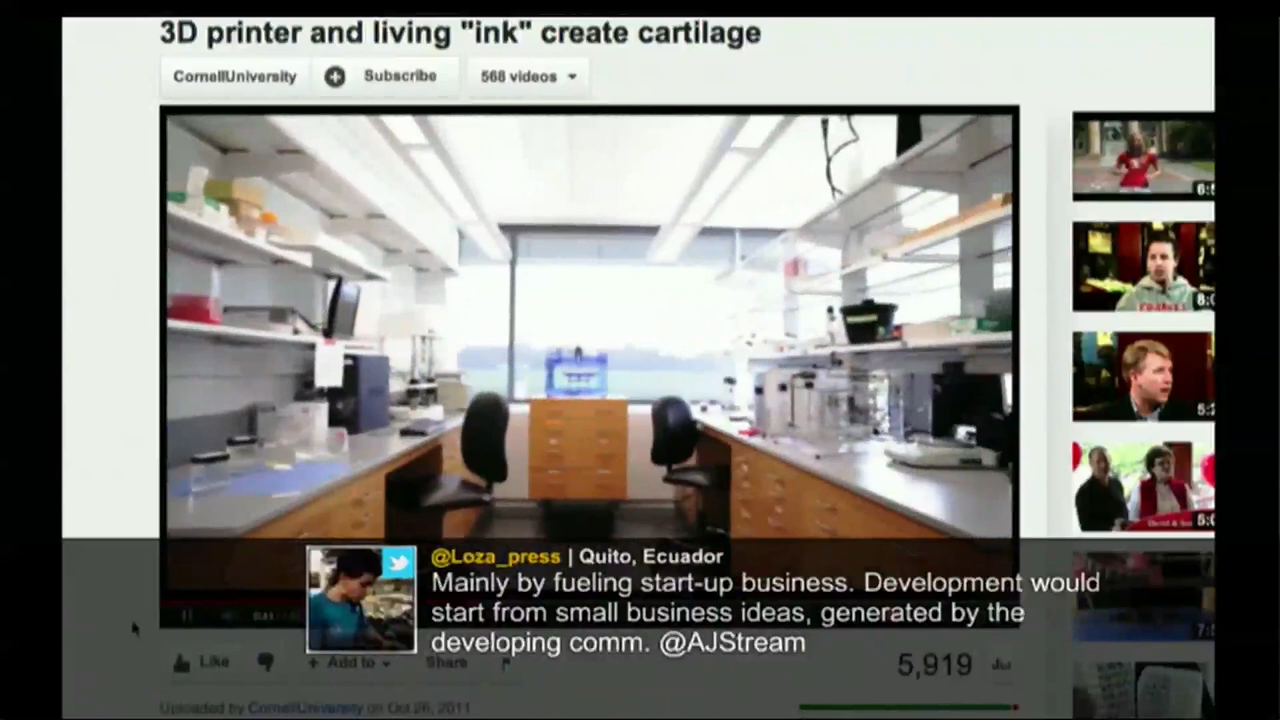 3D printer and living "ink" create cartilage
CornellUniversity
Subscribe
568 videos
@Loza_press | Quito, Ecuador
Mainly by fueling start-up business. Development would
start from small business ideas, generated by the
developing comm. @AJStream
Like
Add to
Share
5,919
Uploaded by CornellUniversity on Oct 26, 2011